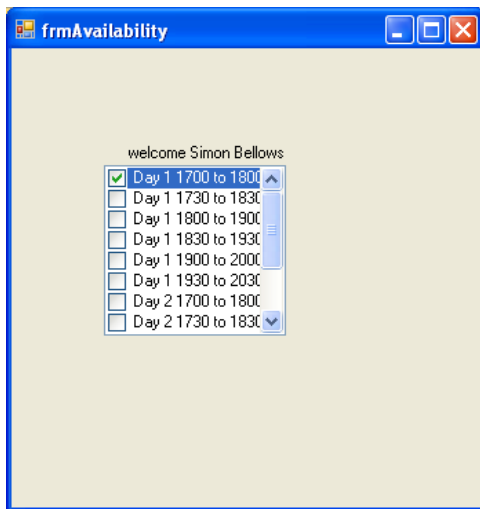 frmAvailability
welcome Simon Bellows
Day 1 1700 to 1800
Day 1 1730 to 1830
Day 1 1800 to 1900
Day 1 1830 to 1930
Day 1 1900 to 2000
Day 1 1930 to 2030
Day 2 1700 to 1800
Day 2 1730 to 1830